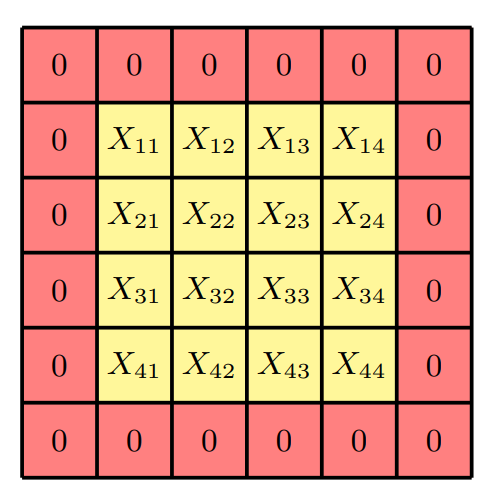 0 0 0 0 0 0
0 X₁₁ X₁₂ X₁₃ X₁₄ 0
0 X₂₁ X₂₂ X₂₃ X₂₄ 0
0 X₃₁ X₃₂ X₃₃ X₃₄ 0
0 X₄₁ X₄₂ X₄₃ X₄₄ 0
0 0 0 0 0 0